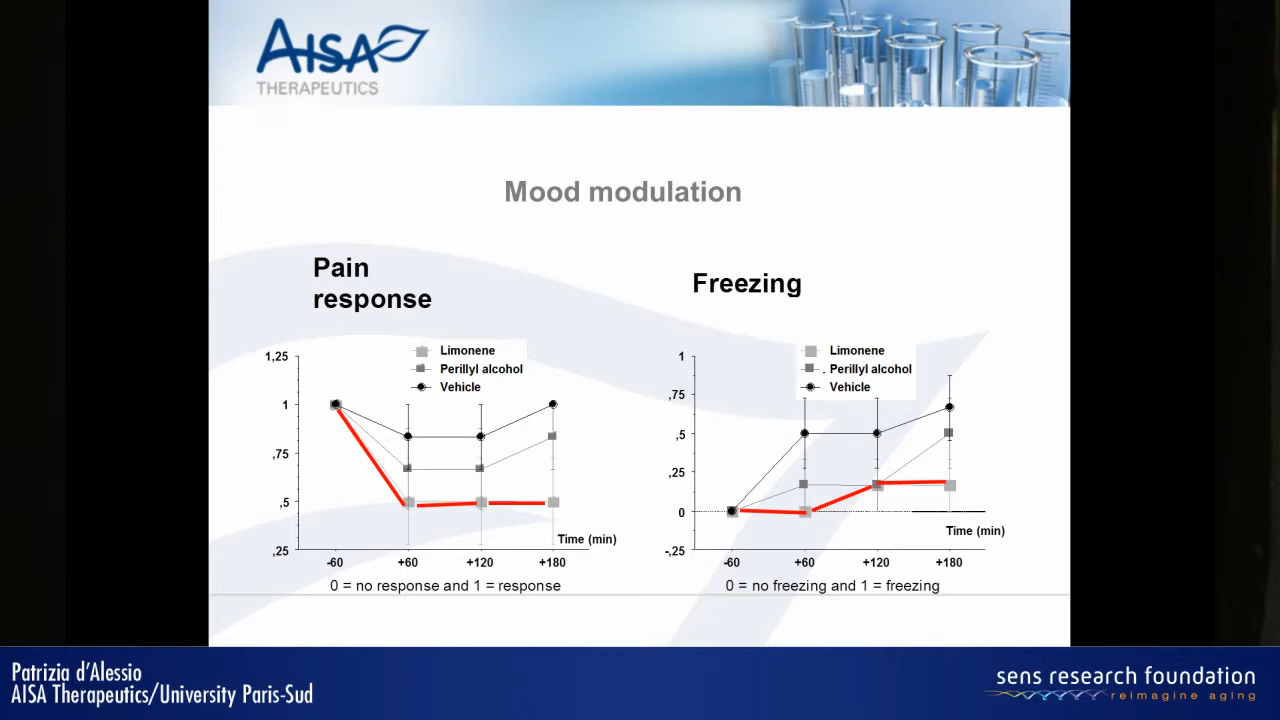 AISA
THERAPEUTICS
Mood modulation
Pain
response
Limonene
Perillyl alcohol
Vehicle
1,25
1
,75
,5
,25
-60
+60
+120
+180
Time (min)
0 = no response and 1 = response
Freezing
Limonene
. Perillyl alcohol
Vehicle
1
,75
,5
,25
0
-,25
-60
+60
+120
+180
Time (min)
0 = no freezing and 1 = freezing
Patrizia d'Alessio
AISA Therapeutics/University Paris-Sud
sens research foundation
reimagine aging